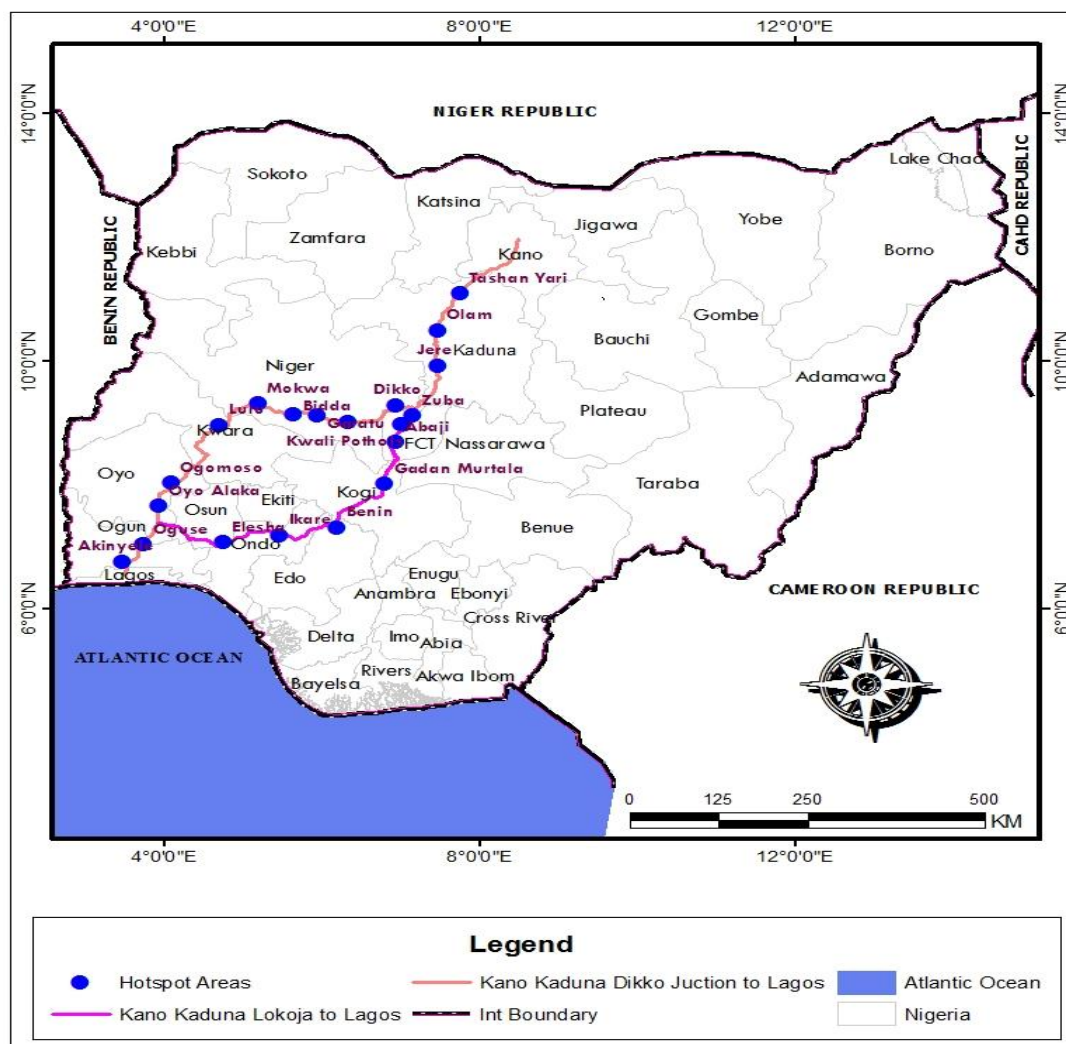 4°0'0"E 8°0'0"E 12°0'0"E
NIGER REPUBLIC
14°0'0"N
14°0'0"N
Lake Chad
CAHD REPUBLIC
Sokoto
Katsina
Jigawa
Yobe
Zamfara
Borno
Kebbi
Kano
BENIN REPUBLIC
Tashan Yari
Olam
Gombe
Bauchi
Jere Kaduna
10°0'0"N
10°0'0"N
Niger
Adamawa
Mokwa
Dikko
Zuba
Bidda
Plateau
Kwara
Abaji
Kwali
FCT Nassarawa
Gadan Murtala
Oyo
Ogomoso
Taraba
Oyo Alaka
Kogi
Ekiti
Osun
Benin
Ogun
Oguse
Elesha
Ikare
Benue
Ondo
Lagos
Edo
Enugu
6°0'0"N
6°0'0"N
Anambra Ebonyi
CAMEROON REPUBLIC
Cross River
Delta
Imo
Abia
ATLANTIC OCEAN
Rivers
Akwa Ibom
Bayelsa
0 125 250 500
KM
4°0'0"E 8°0'0"E 12°0'0"E
Legend
Hotspot Areas
Kano Kaduna Dikko Juction to Lagos
Atlantic Ocean
Kano Kaduna Lokoja to Lagos
Int Boundary
Nigeria